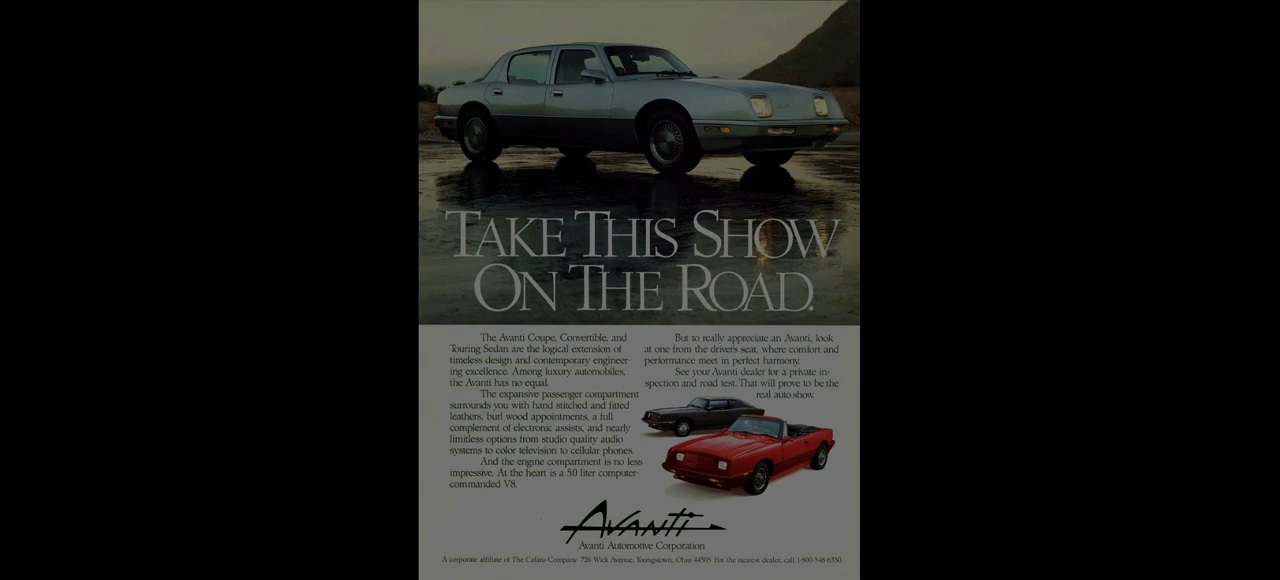 TAKE THIS SHOW
ON THE ROAD.
The Avanti Coupe, Convertible, and
Touring Sedan are the logical extension of
timeless design and contemporary engineer-
ing excellence. Among luxury automobiles,
the Avanti has no equal.
The expansive passenger compartment
surrounds you with hand stitched and fitted
leathers, burl wood appointments, a full
complement of electronic assists, and nearly
limitless options from studio quality audio
systems to color television to cellular phones.
And the engine compartment is no less
impressive. At the heart is a 5.0 liter computer-
commanded V8.
But to really appreciate an Avanti, look
at one from the driver's seat, where comfort and
performance meet in perfect harmony.
See your Avanti dealer for a private in-
spection and road test. That will prove to be the
real auto show.
AVANTI
Avanti Automotive Corporation
A corporate affiliate of The Cafaro Company 726 Wick Avenue, Youngstown, Ohio 44505 For the nearest dealer, call 1-800-548-6350